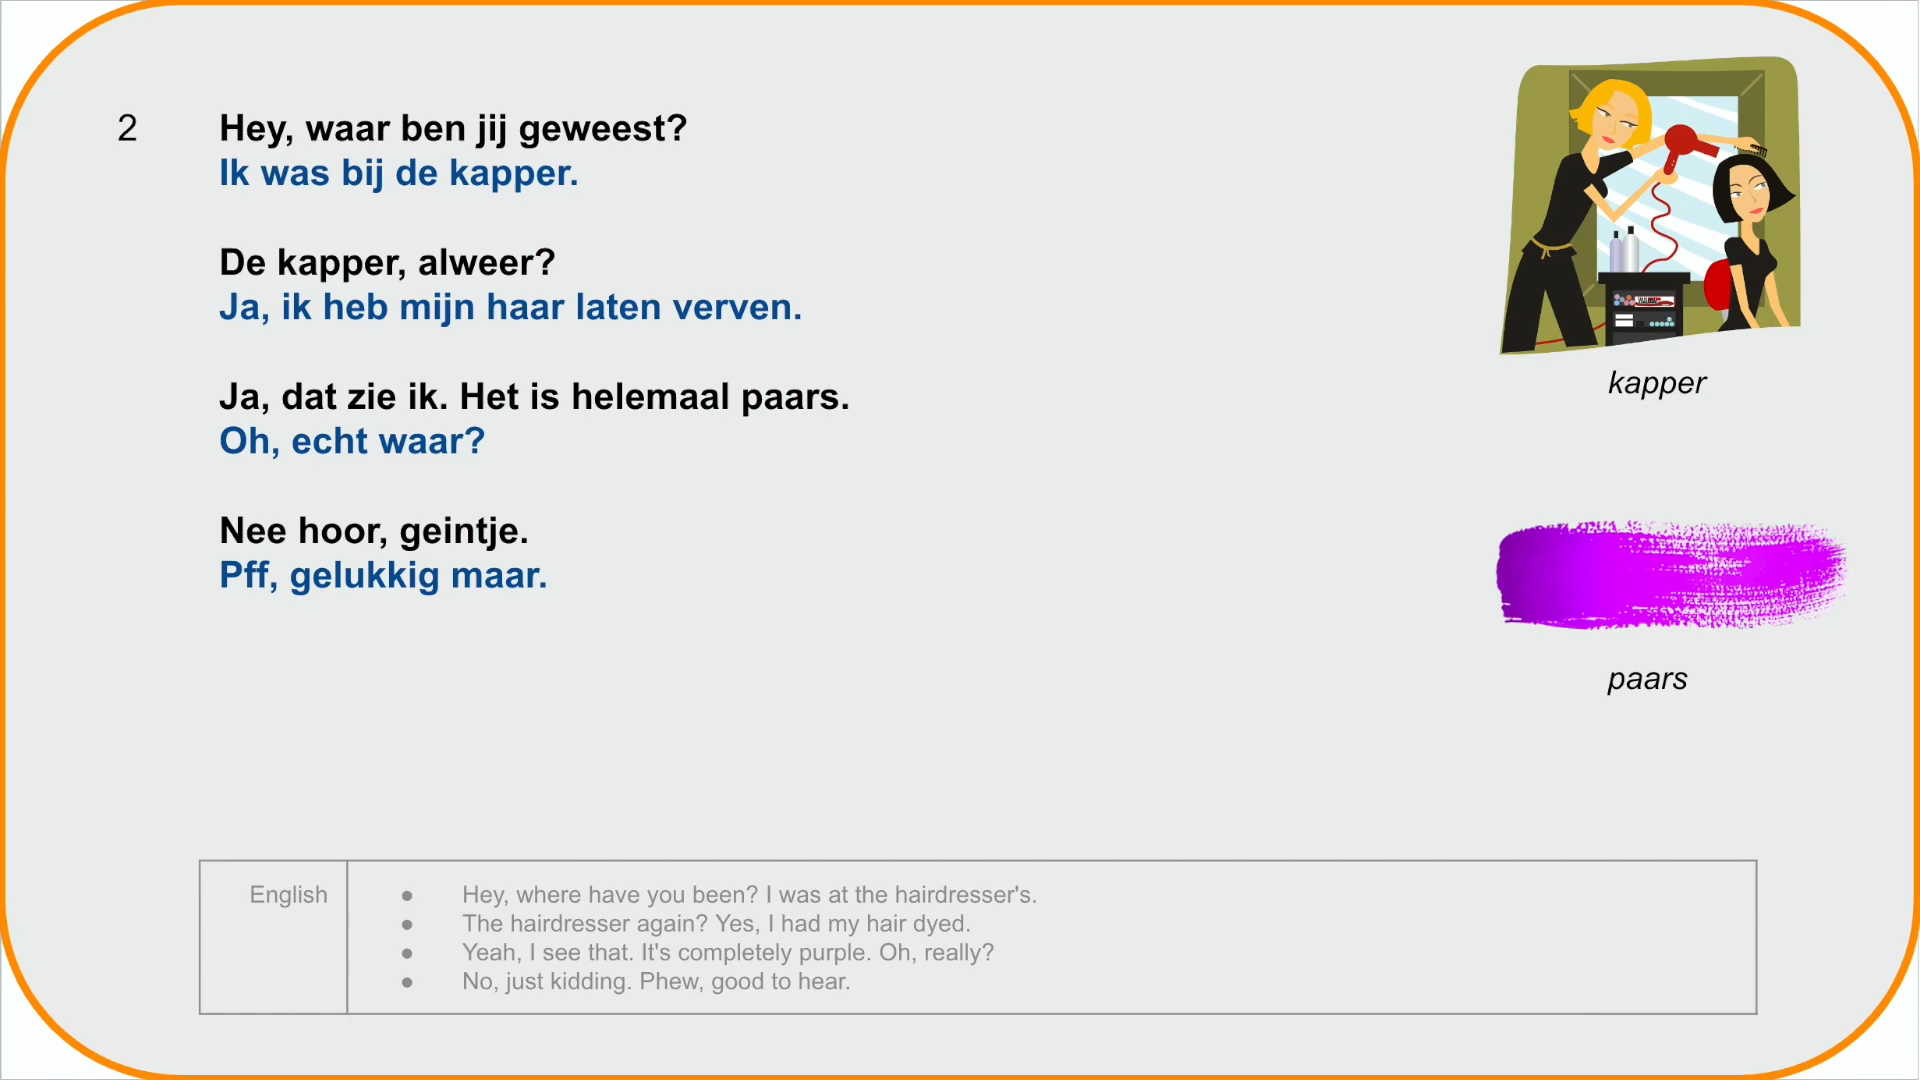 2
Hey, waar ben jij geweest?
Ik was bij de kapper.
De kapper, alweer?
Ja, ik heb mijn haar laten verven.
Ja, dat zie ik. Het is helemaal paars.
Oh, echt waar?
Nee hoor, geintje.
Pff, gelukkig maar.
kapper
paars
English
● Hey, where have you been? I was at the hairdresser's.
● The hairdresser again? Yes, I had my hair dyed.
● Yeah, I see that. It's completely purple. Oh, really?
● No, just kidding. Phew, good to hear.